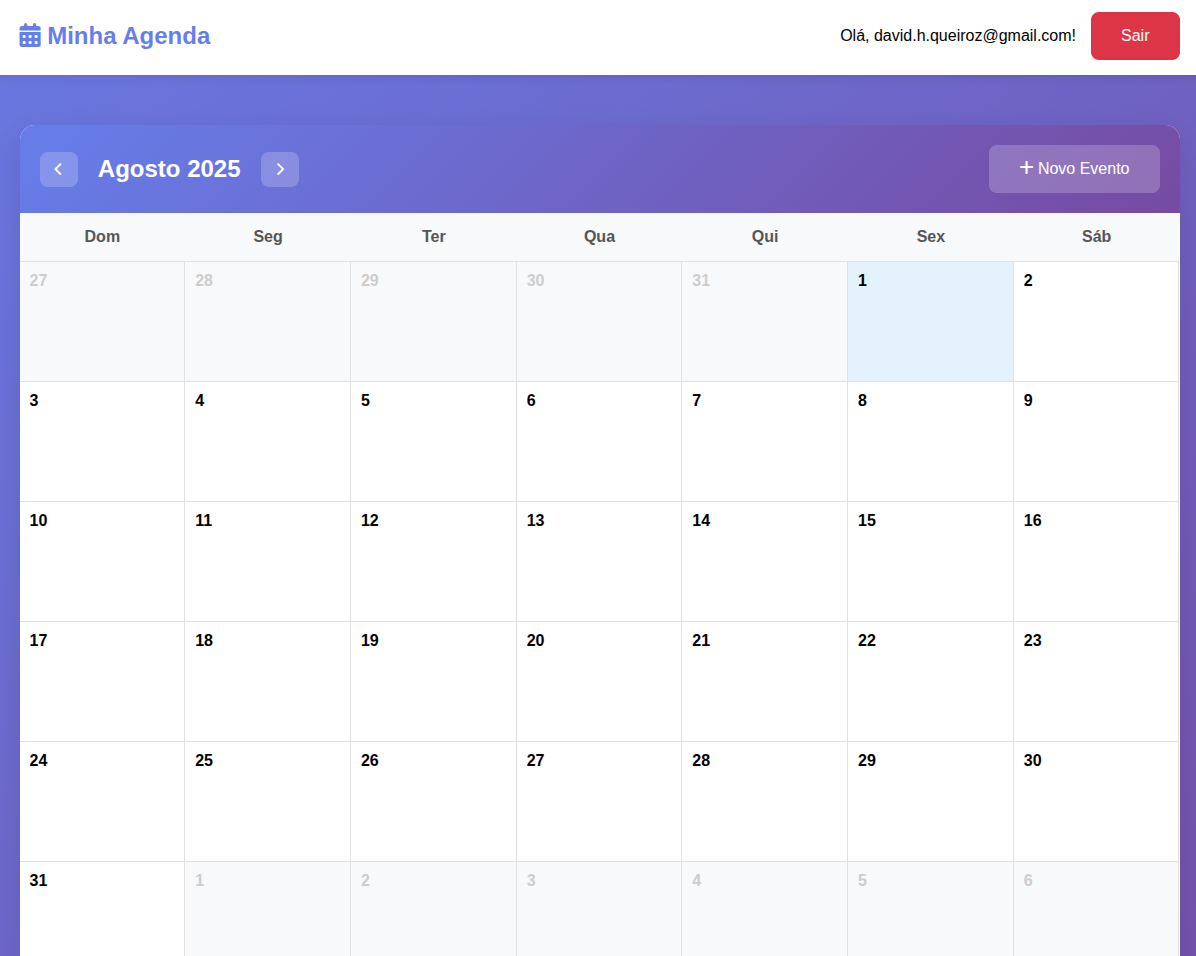 Minha Agenda
Olá, david.h.queiroz@gmail.com!
Sair
Agosto 2025
+ Novo Evento
Dom Seg Ter Qua Qui Sex Sáb
27 28 29 30 31 1 2
3 4 5 6 7 8 9
10 11 12 13 14 15 16
17 18 19 20 21 22 23
24 25 26 27 28 29 30
31 1 2 3 4 5 6